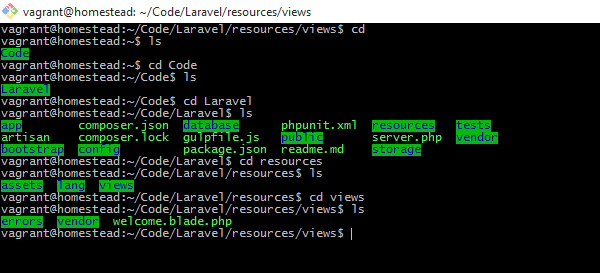 vagrant@homestead: ~/Code/Laravel/resources/views
vagrant@homestead:~/Code/Laravel/resources/views$ cd
vagrant@homestead:~$ ls
Code
vagrant@homestead:~$ cd Code
vagrant@homestead:~/Code$ ls
Laravel
vagrant@homestead:~/Code$ cd Laravel
vagrant@homestead:~/Code/Laravel$ ls
app composer.json database phpunit.xml resources tests
artisan composer.lock gulpfile.js public server.php vendor
bootstrap config package.json readme.md storage
vagrant@homestead:~/Code/Laravel$ cd resources
vagrant@homestead:~/Code/Laravel/resources$ ls
assets lang views
vagrant@homestead:~/Code/Laravel/resources$ cd views
vagrant@homestead:~/Code/Laravel/resources/views$ ls
errors vendor welcome.blade.php
vagrant@homestead:~/Code/Laravel/resources/views$